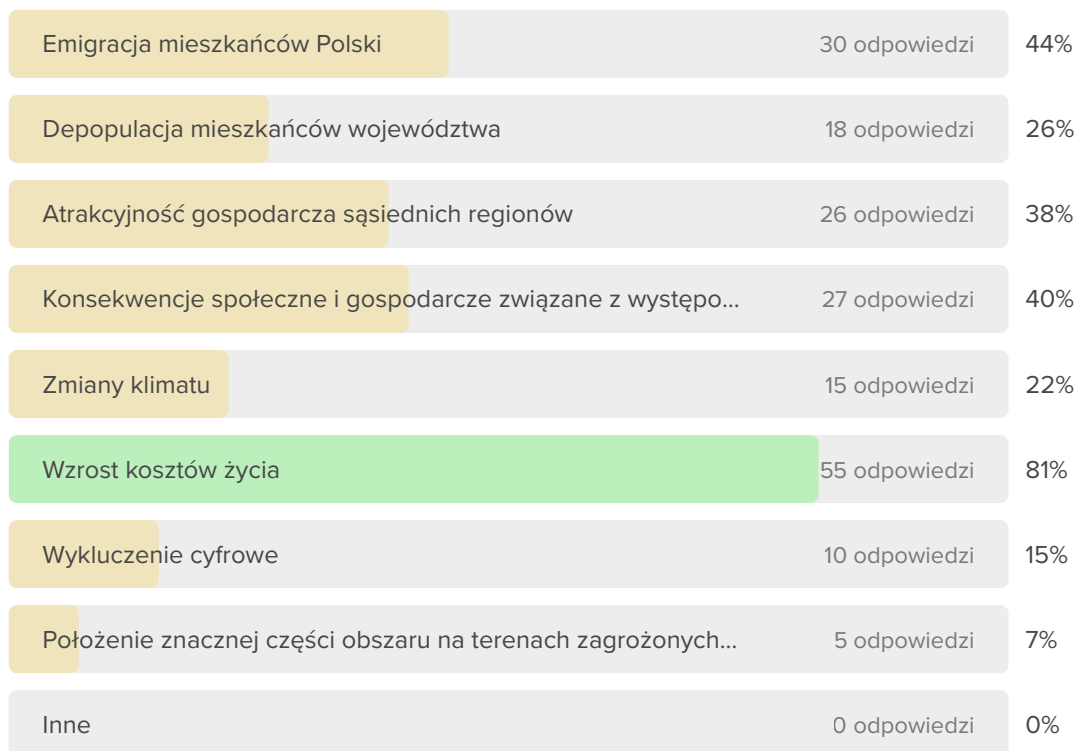 Emigracja mieszkańców Polski 30 odpowiedzi 44%
Depopulacja mieszkańców województwa 18 odpowiedzi 26%
Atrakcyjność gospodarcza sąsiednich regionów 26 odpowiedzi 38%
Konsekwencje społeczne i gospodarcze związane z występo... 27 odpowiedzi 40%
Zmiany klimatu 15 odpowiedzi 22%
Wzrost kosztów życia 55 odpowiedzi 81%
Wykluczenie cyfrowe 10 odpowiedzi 15%
Położenie znacznej części obszaru na terenach zagrożonych... 5 odpowiedzi 7%
Inne 0 odpowiedzi 0%